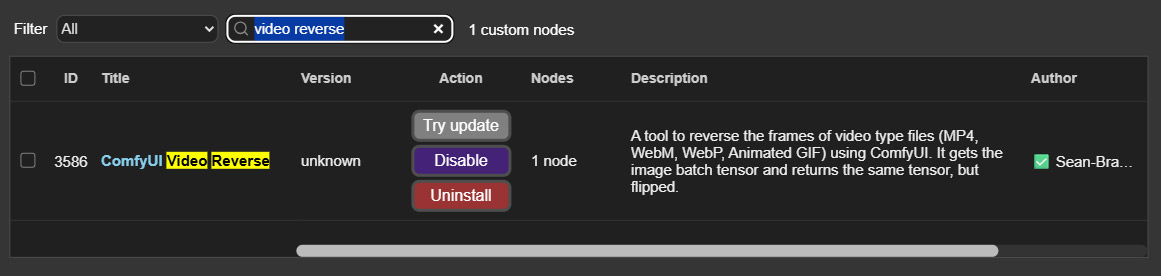 Filter All video reverse 1 custom nodes
ID Title Version Action Nodes Description Author
3586 ComfyUI Video Reverse unknown
Try update
Disable
Uninstall
1 node
A tool to reverse the frames of video type files (MP4,
WebM, WebP, Animated GIF) using ComfyUI. It gets the
image batch tensor and returns the same tensor, but
flipped.
Sean-Bra...